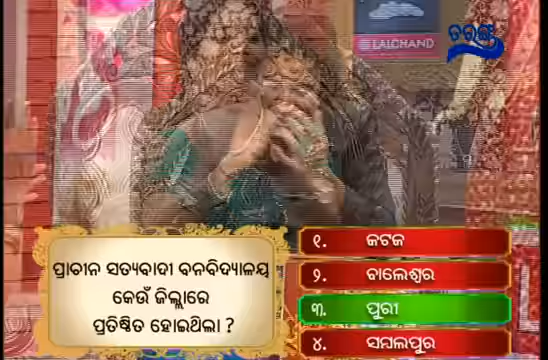 ତରଙ୍ଗ
LALCHAND
ପ୍ରାଚୀନ ସତ୍ୟବାଦୀ ବନବିଦ୍ୟାଳୟ
କେଉଁ ଜିଲ୍ଲାରେ
ପ୍ରତିଷ୍ଠିତ ହୋଇଥିଲା ?
୧. କଟକ
୨. ବାଲେଶ୍ୱର
୩. ପୁରୀ
୪. ସମ୍ବଲପୁର